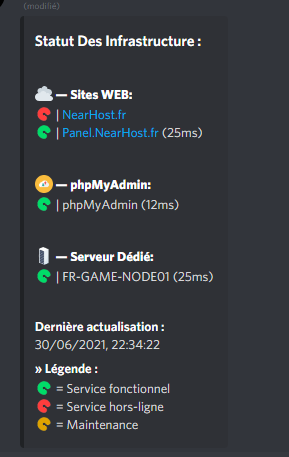 (modifié)
Statut Des Infrastructure :
— Sites WEB:
| NearHost.fr
| Panel.NearHost.fr (25ms)
— phpMyAdmin:
| phpMyAdmin (12ms)
— Serveur Dédié:
| FR-GAME-NODE01 (25ms)
Dernière actualisation :
30/06/2021, 22:34:22
» Légende :
= Service fonctionnel
= Service hors-ligne
= Maintenance